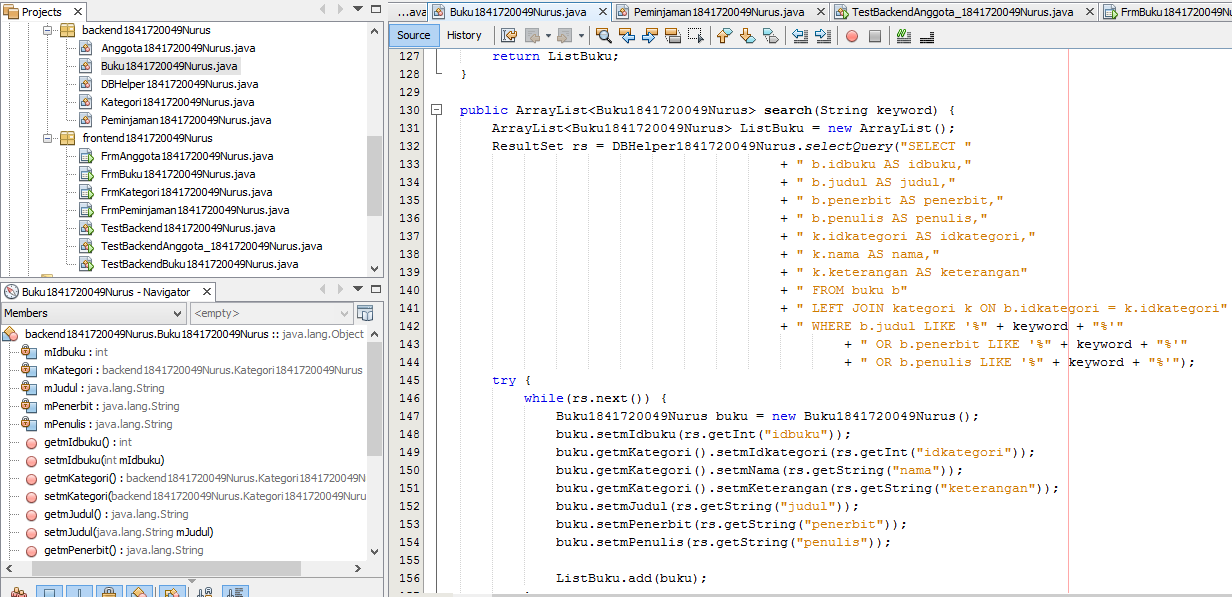 Projects
backend1841720049Nurus
Anggota1841720049Nurus.java
Buku1841720049Nurus.java
DBHelper1841720049Nurus.java
Kategori1841720049Nurus.java
Peminjaman1841720049Nurus.java
frontend1841720049Nurus
FrmAnggota1841720049Nurus.java
FrmBuku1841720049Nurus.java
FrmKategori1841720049Nurus.java
FrmPeminjaman1841720049Nurus.java
TestBackend1841720049Nurus.java
TestBackendAnggota_1841720049Nurus.java
TestBackendBuku1841720049Nurus.java
Buku1841720049Nurus - Navigator
Members <empty>
backend1841720049Nurus.Buku1841720049Nurus :: java.lang.Object
mIdbuku : int
mKategori : backend1841720049Nurus.Kategori1841720049Nurus
mJudul : java.lang.String
mPenerbit : java.lang.String
mPenulis : java.lang.String
getmIdbuku() : int
setmIdbuku(int mIdbuku)
getmKategori() : backend1841720049Nurus.Kategori1841720049N
setmKategori(backend1841720049Nurus.Kategori1841720049Nuru
getmJudul() : java.lang.String
setmJudul(java.lang.String mJudul)
getmPenerbit() : java.lang.String
...ava Buku1841720049Nurus.java Peminjaman1841720049Nurus.java TestBackendAnggota_1841720049Nurus.java FrmBuku1841720049Nu
Source History
127 return ListBuku;
128 }
129
130 public ArrayList<Buku1841720049Nurus> search(String keyword) {
131 ArrayList<Buku1841720049Nurus> ListBuku = new ArrayList();
132 ResultSet rs = DBHelper1841720049Nurus.selectQuery("SELECT "
133 + " b.idbuku AS idbuku,"
134 + " b.judul AS judul,"
135 + " b.penerbit AS penerbit,"
136 + " b.penulis AS penulis,"
137 + " k.idkategori AS idkategori,"
138 + " k.nama AS nama,"
139 + " k.keterangan AS keterangan"
140 + " FROM buku b"
141 + " LEFT JOIN kategori k ON b.idkategori = k.idkategori"
142 + " WHERE b.judul LIKE '%" + keyword + "%'"
143 + " OR b.penerbit LIKE '%" + keyword + "%'"
144 + " OR b.penulis LIKE '%" + keyword + "%'");
145 try {
146 while(rs.next()) {
147 Buku1841720049Nurus buku = new Buku1841720049Nurus();
148 buku.setmIdbuku(rs.getInt("idbuku"));
149 buku.getmKategori().setmIdkategori(rs.getInt("idkategori"));
150 buku.getmKategori().setmNama(rs.getString("nama"));
151 buku.getmKategori().setmKeterangan(rs.getString("keterangan"));
152 buku.setmJudul(rs.getString("judul"));
153 buku.setmPenerbit(rs.getString("penerbit"));
154 buku.setmPenulis(rs.getString("penulis"));
155
156 ListBuku.add(buku);